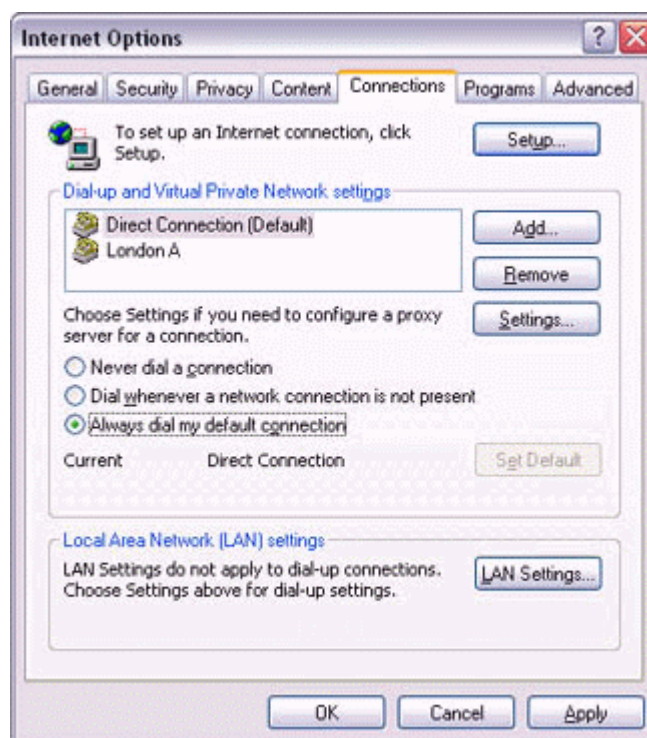 Internet Options
General Security Privacy Content Connections Programs Advanced
To set up an Internet connection, click
Setup.
Setup...
Dial-up and Virtual Private Network settings
Direct Connection (Default)
London A
Add...
Remove
Choose Settings if you need to configure a proxy
server for a connection.
Settings...
Never dial a connection
Dial whenever a network connection is not present
Always dial my default connection
Current Direct Connection Set Default
Local Area Network (LAN) settings
LAN Settings do not apply to dial-up connections.
Choose Settings above for dial-up settings.
LAN Settings...
OK Cancel Apply